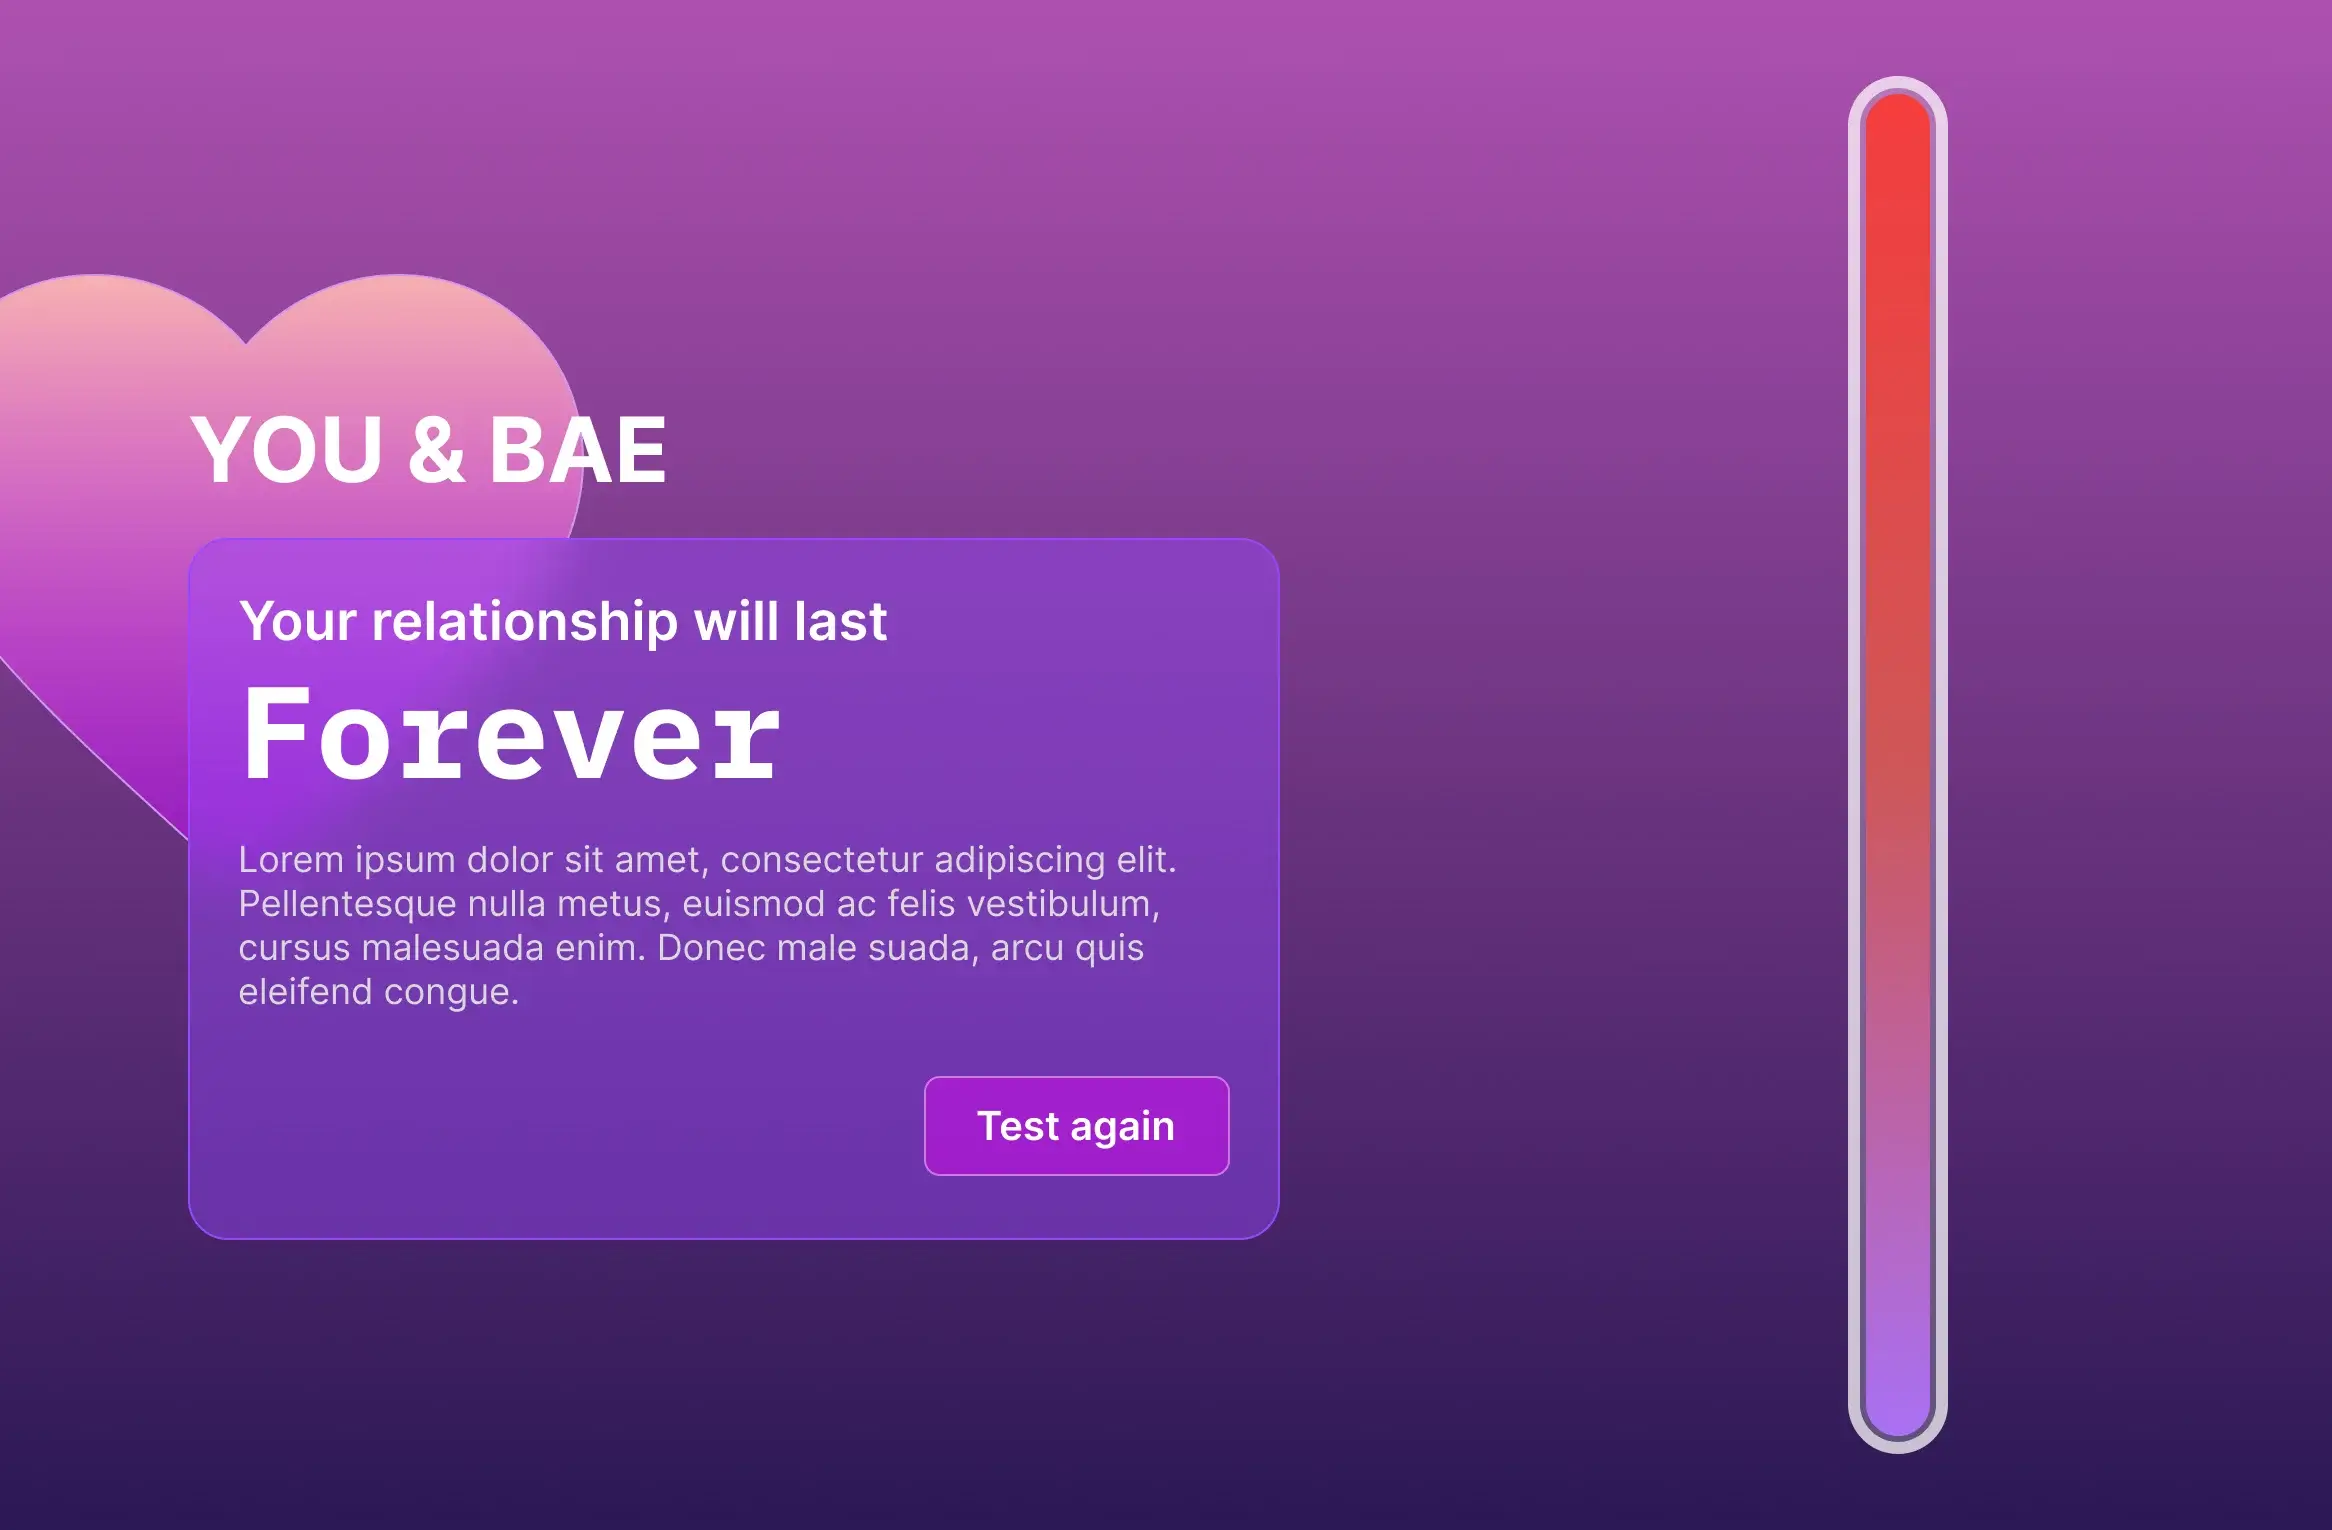 YOU & BAE
Your relationship will last
Forever
Lorem ipsum dolor sit amet, consectetur adipiscing elit.
Pellentesque nulla metus, euismod ac felis vestibulum,
cursus malesuada enim. Donec male suada, arcu quis
eleifend congue.
Test again